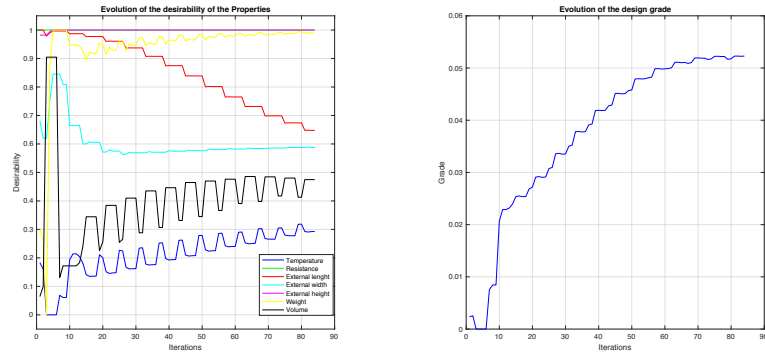 Evolution of the desirability of the Properties
1
0.9
0.8
0.7
0.6
0.5
0.4
0.3
0.2
0.1
0
Desirability
0 10 20 30 40 50 60 70 80 90
Iterations
Temperature
Resistance
External lenght
External width
External height
Weight
Volume
Evolution of the design grade
0.06
0.05
0.04
0.03
0.02
0.01
0
Grade
0 10 20 30 40 50 60 70 80 90
Iterations